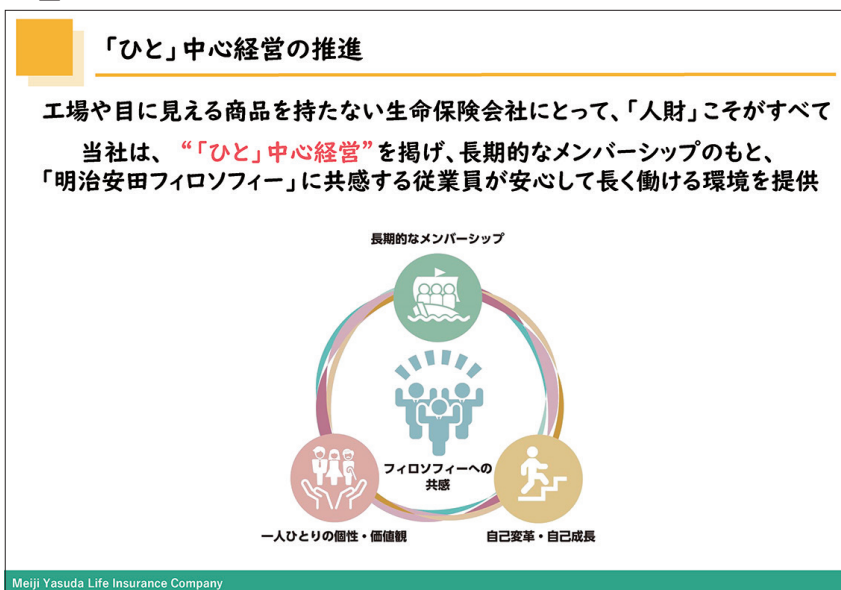 「ひと」中心経営の推進
工場や目に見える商品を持たない生命保険会社にとって、「人財」こそがすべて
当社は、“「ひと」中心経営”を掲げ、長期的なメンバーシップのもと、
「明治安田フィロソフィー」に共感する従業員が安心して長く働ける環境を提供
長期的なメンバーシップ
フィロソフィーへの
共感
一人ひとりの個性・価値観
自己変革・自己成長
Meiji Yasuda Life Insurance Company